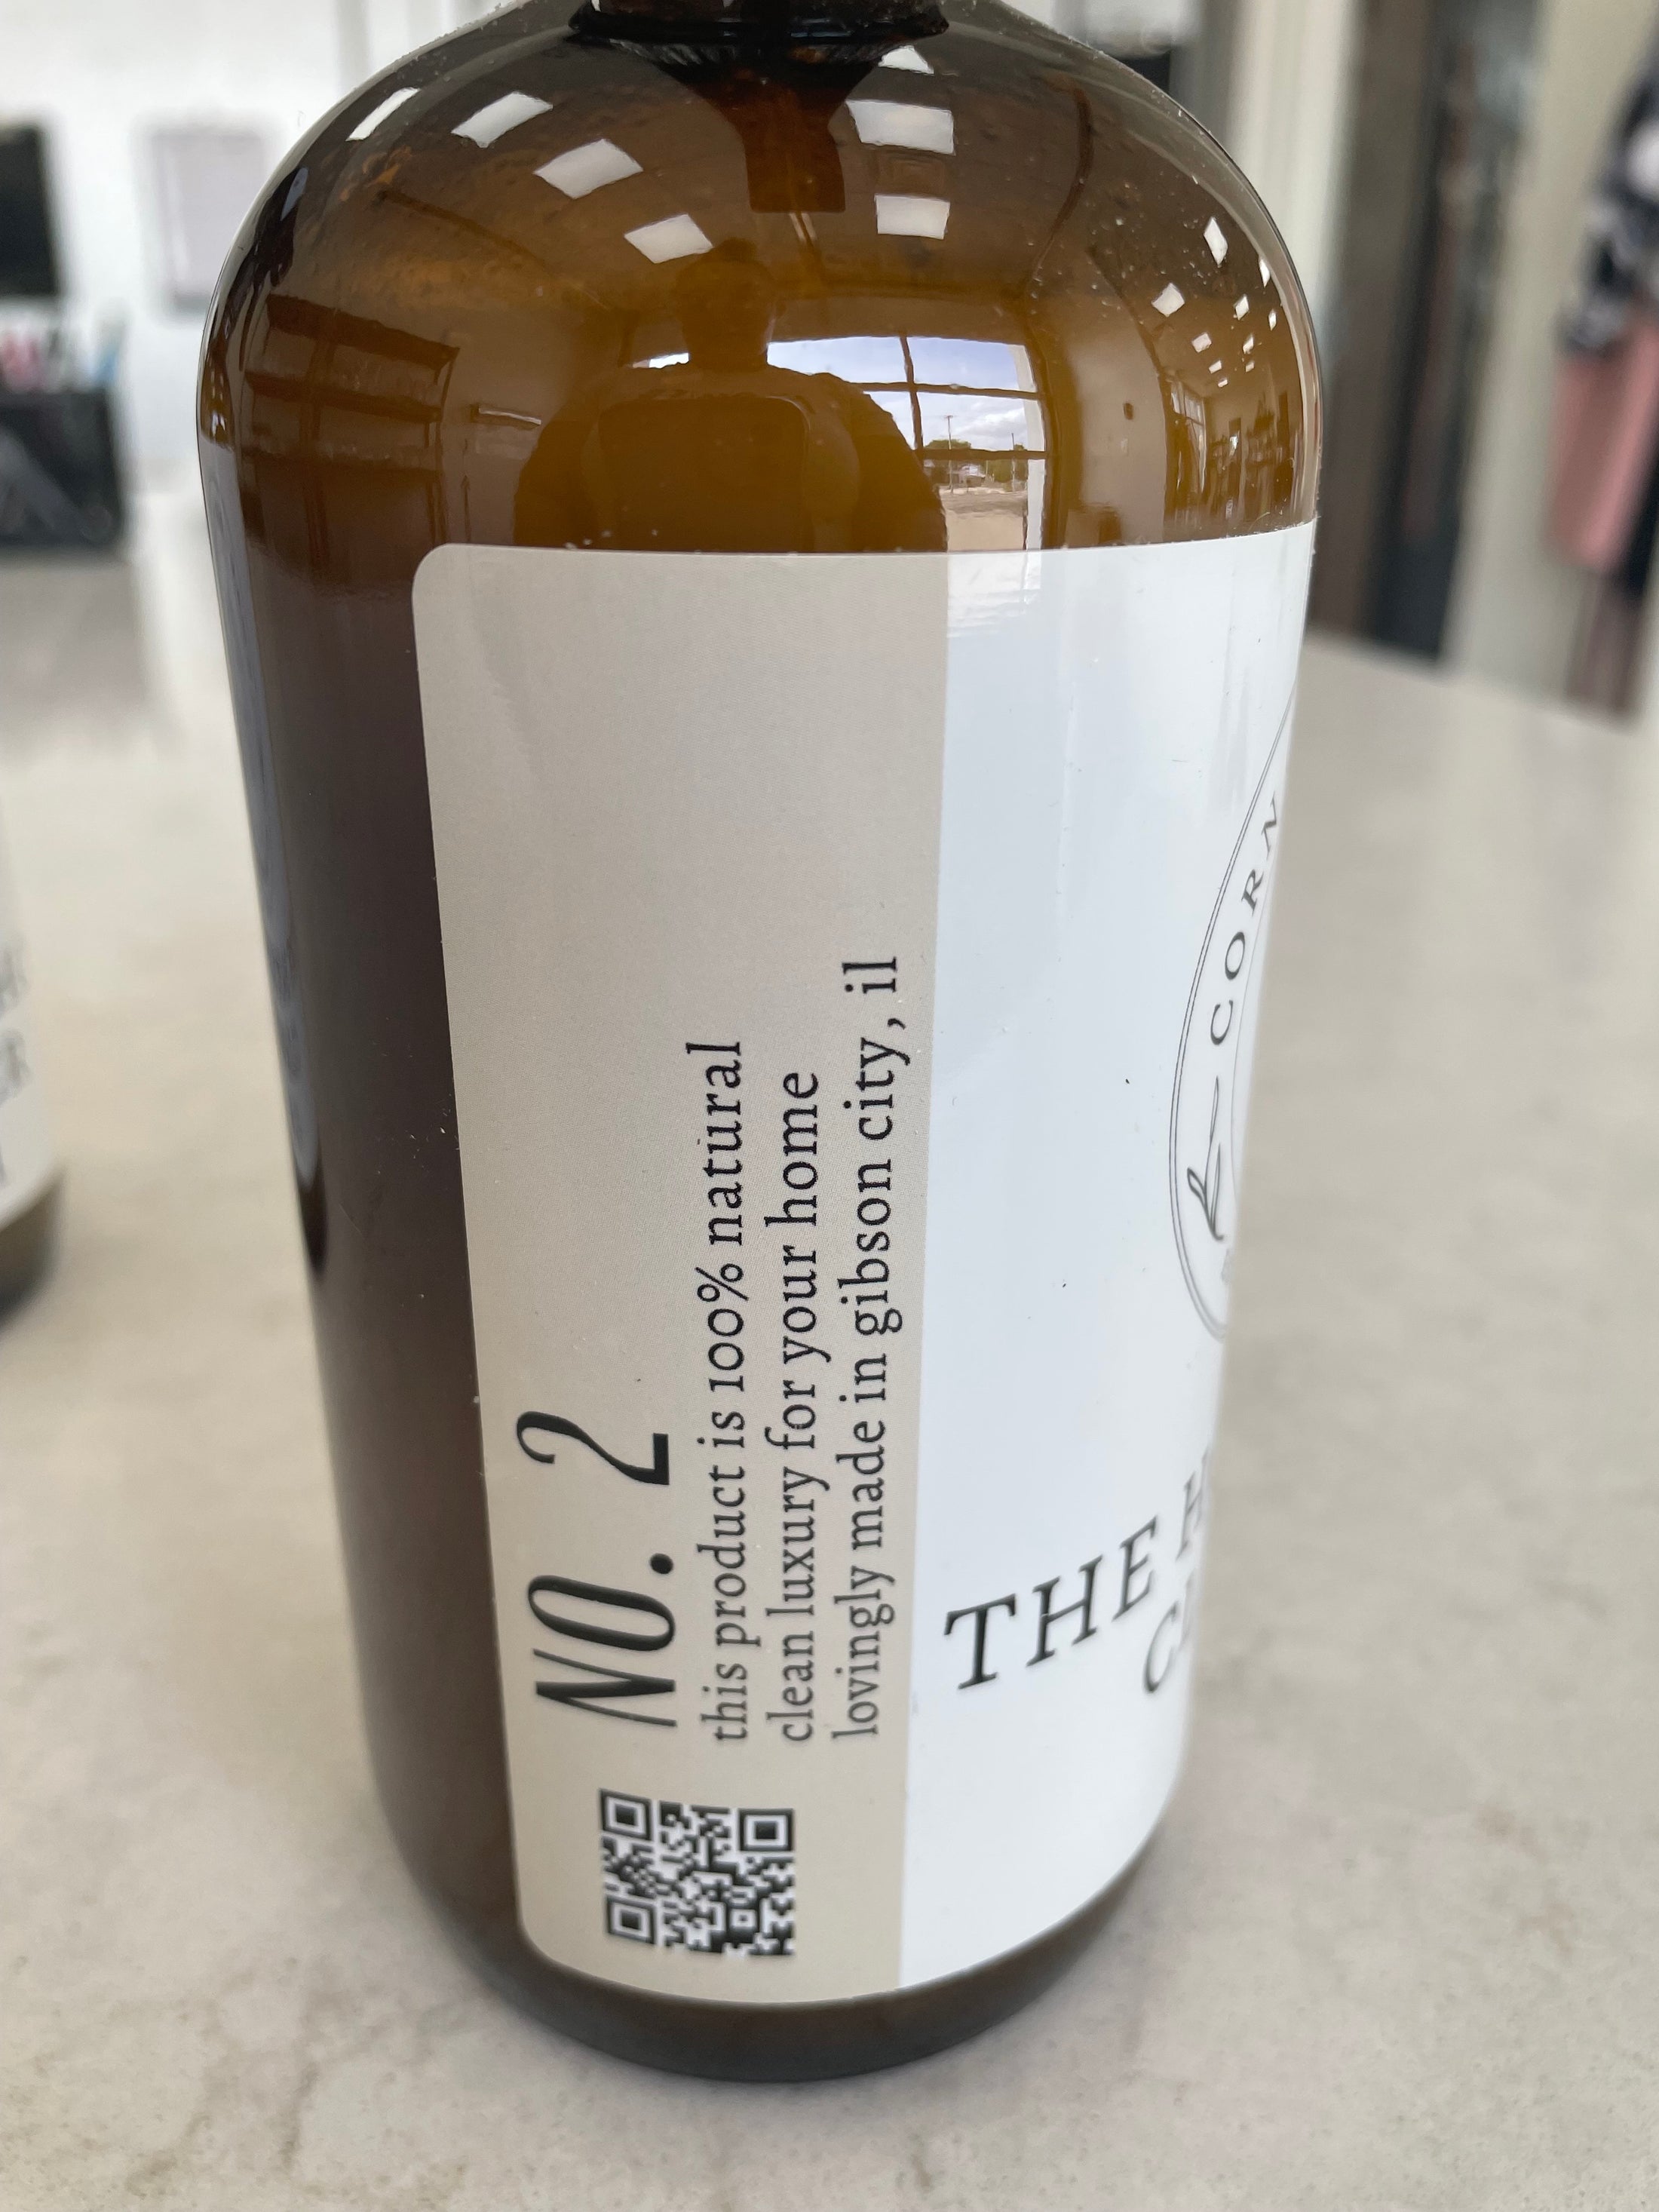 NO. 2
this product is 100% natural
clean luxury for your home
lovingly made in gibson city, il
CORN
THE